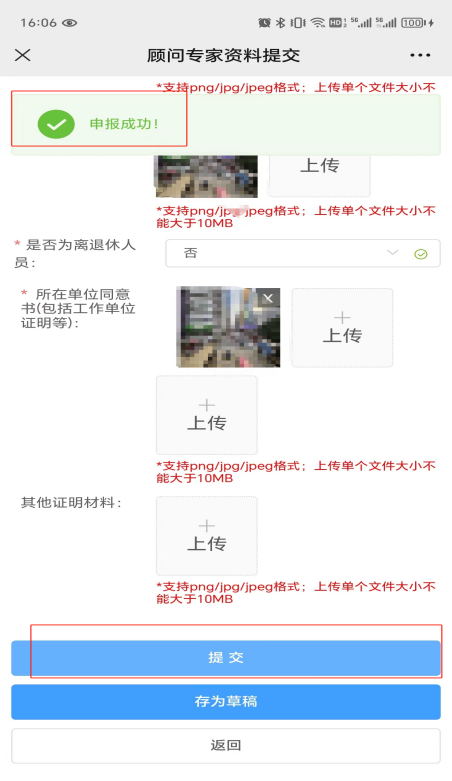 16:06
HD 5G 5G 100
顾问专家资料提交
*支持png/jpg/jpeg格式；上传单个文件大小不
申报成功！
上传
*支持png/jpg/jpeg格式；上传单个文件大小不
能大于10MB
* 是否为离退休人
员：
否
* 所在单位同意
书(包括工作单位
证明等)：
上传
上传
*支持png/jpg/jpeg格式；上传单个文件大小不
能大于10MB
其他证明材料：
上传
*支持png/jpg/jpeg格式；上传单个文件大小不
能大于10MB
提 交
存为草稿
返回